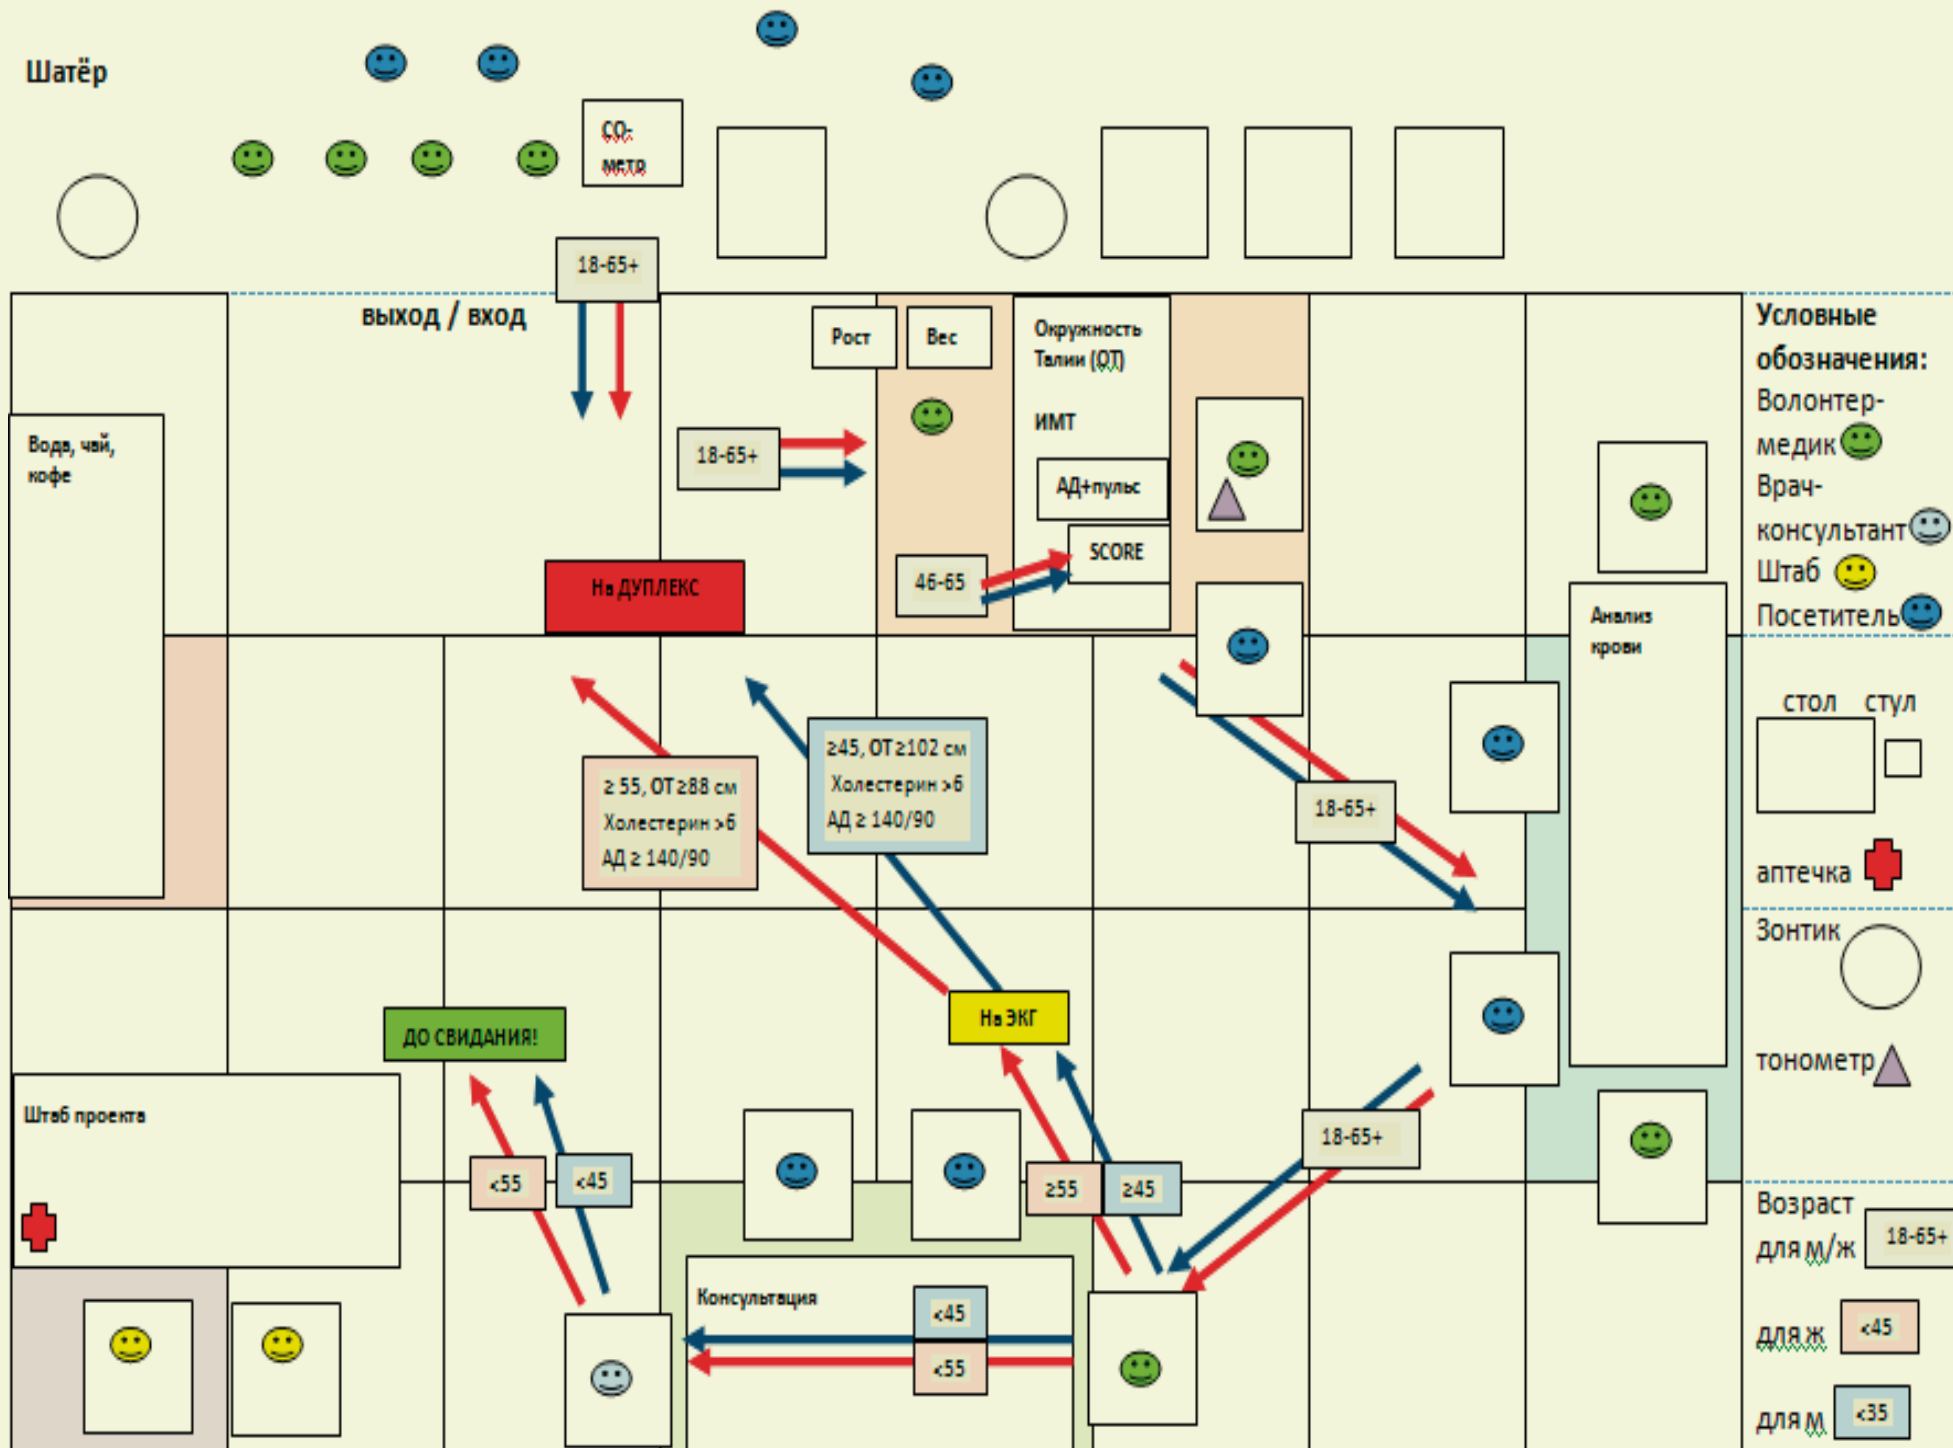 Шатёр
СО-
метр
18-65+
выход / вход
Рост
Вес
Окружность
Талии (ОТ)
ИМТ
АД+пульс
SCORE
46-65
18-65+
Вода, чай,
кофе
На ДУПЛЕКС
Анализ
крови
≥ 55, ОТ ≥88 см
Холестерин >6
АД ≥ 140/90
≥45, ОТ ≥102 см
Холестерин >6
АД ≥ 140/90
18-65+
На ЭКГ
ДО СВИДАНИЯ!
Штаб проекта
<55
<45
≥55
≥45
18-65+
Консультация
<45
<55
Условные
обозначения:
Волонтер-
медик
Врач-
консультант
Штаб
Посетитель
стол стул
аптечка
Зонтик
тонометр
Возраст
для м/ж 18-65+
для ж <45
для м <35